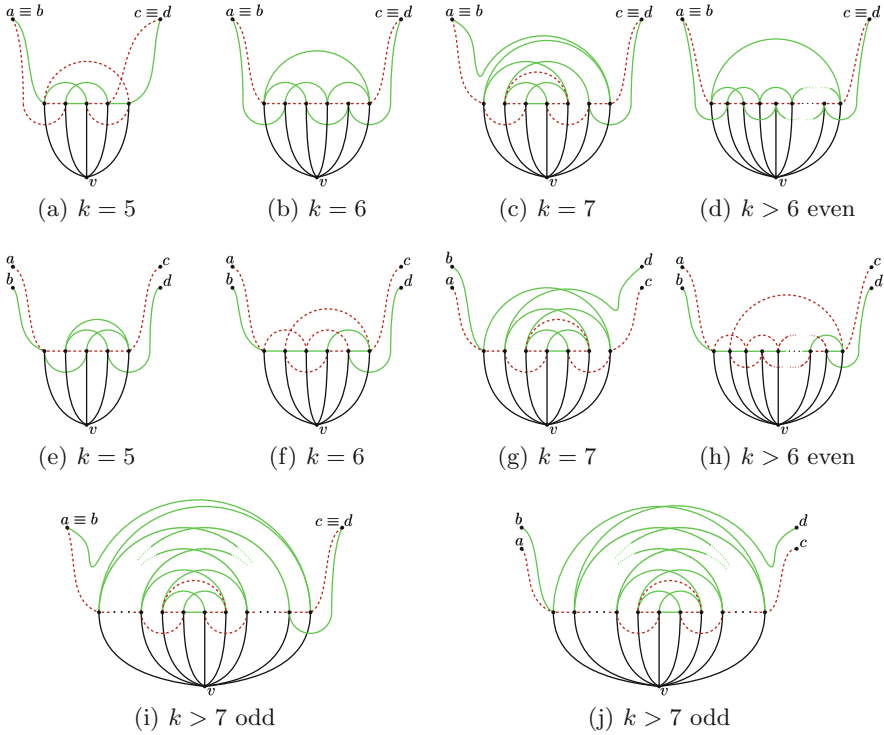 a ≡ b c ≡ d a ≡ b c ≡ d a ≡ b c ≡ d a ≡ b c ≡ d
v v v v
(a) k = 5 (b) k = 6 (c) k = 7 (d) k > 6 even
a c a c b d a c
b d b d a c b d
v v v v
(e) k = 5 (f) k = 6 (g) k = 7 (h) k > 6 even
a ≡ b c ≡ d b d
a c
v v
(i) k > 7 odd (j) k > 7 odd